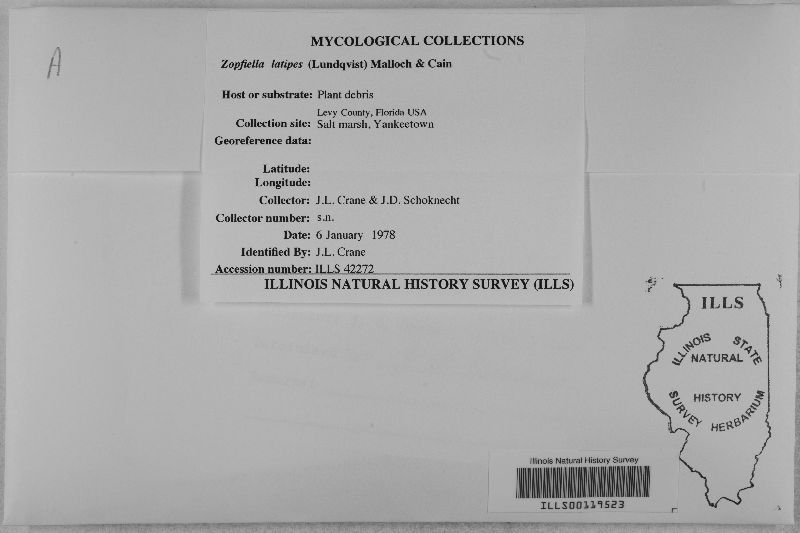 A
MYCOLOGICAL COLLECTIONS
Zopfiella latipes (Lundqvist) Malloch & Cain
Host or substrate: Plant debris
Levy County, Florida USA
Collection site: Salt marsh, Yankeetown
Georeference data:
Latitude:
Longitude:
Collector: J.L. Crane & J.D. Schoknecht
Collector number: s.n.
Date: 6 January 1978
Identified By: J.L. Crane
Accession number: ILLS 42272
ILLINOIS NATURAL HISTORY SURVEY (ILLS)
ILLS
ILLINOIS STATE
NATURAL
HISTORY
SURVEY HERBARIUM
Illinois Natural History Survey
ILLS00119523